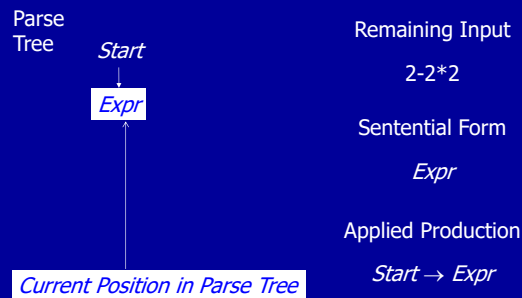 Parse
Tree
Start
Expr
Current Position in Parse Tree
Remaining Input
2-2*2
Sentential Form
Expr
Applied Production
Start → Expr